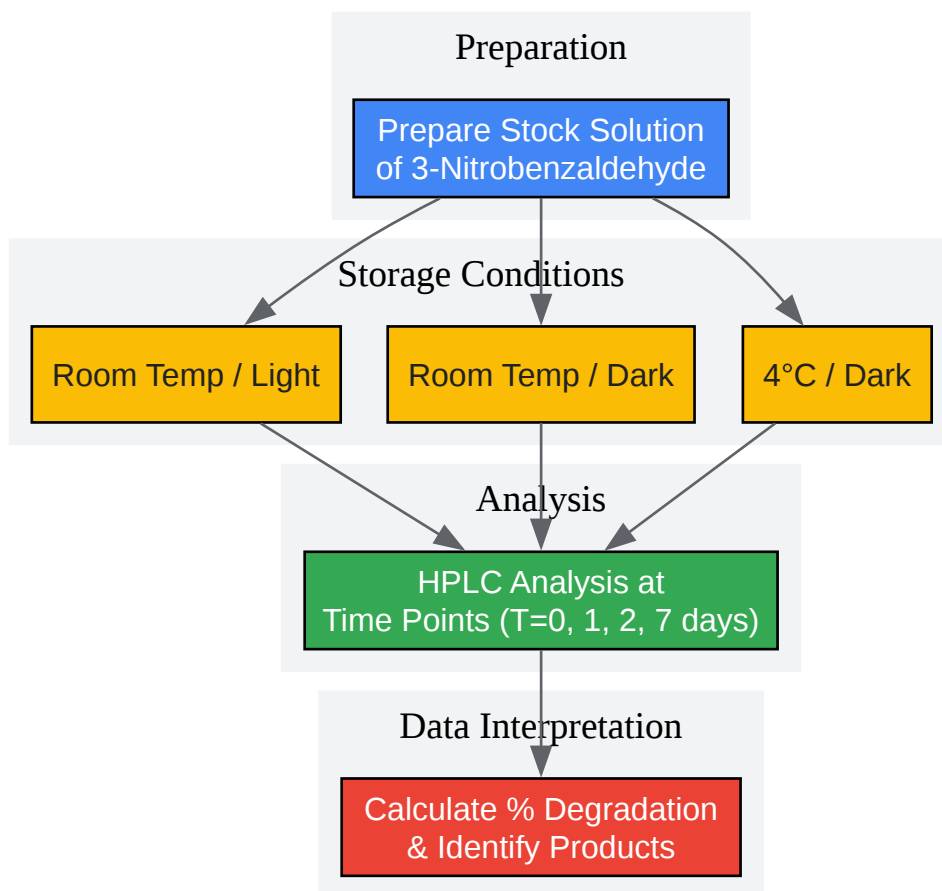 Preparation
Prepare Stock Solution
of 3-Nitrobenzaldehyde
Storage Conditions
Room Temp / Light
Room Temp / Dark
4°C / Dark
Analysis
HPLC Analysis at
Time Points (T=0, 1, 2, 7 days)
Data Interpretation
Calculate % Degradation
& Identify Products